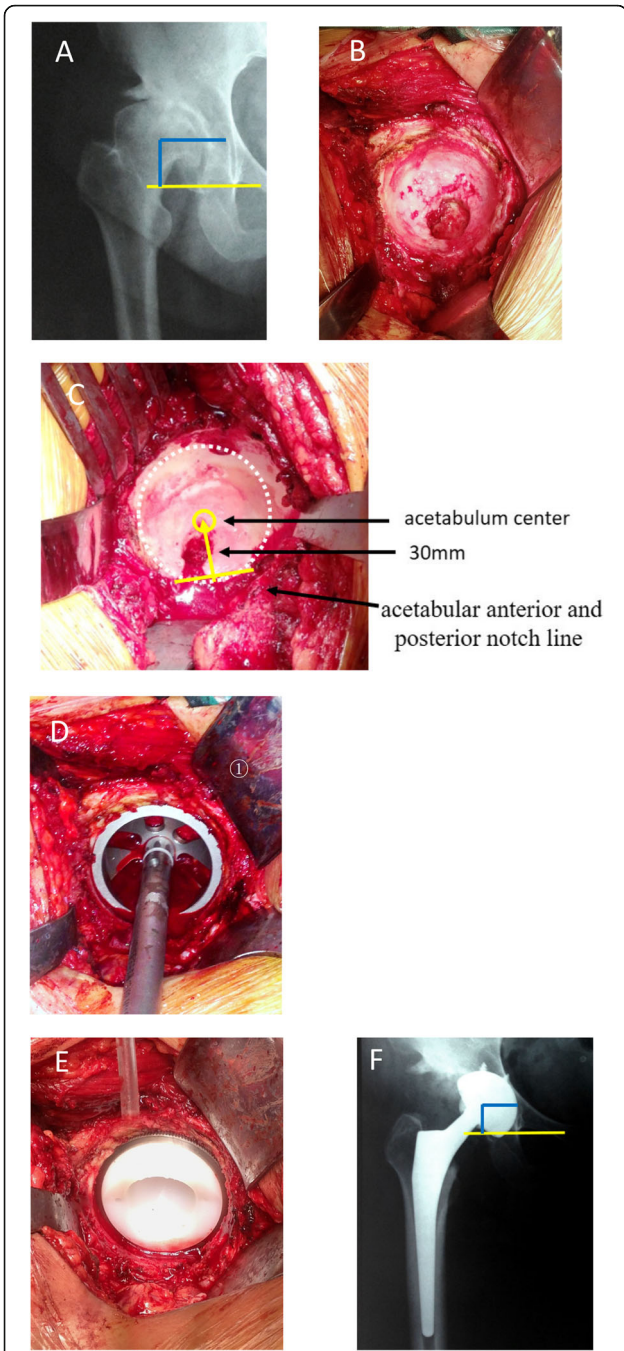 A
B
C
acetabulum center
30mm
acetabular anterior and
posterior notch line
D
①
E
F